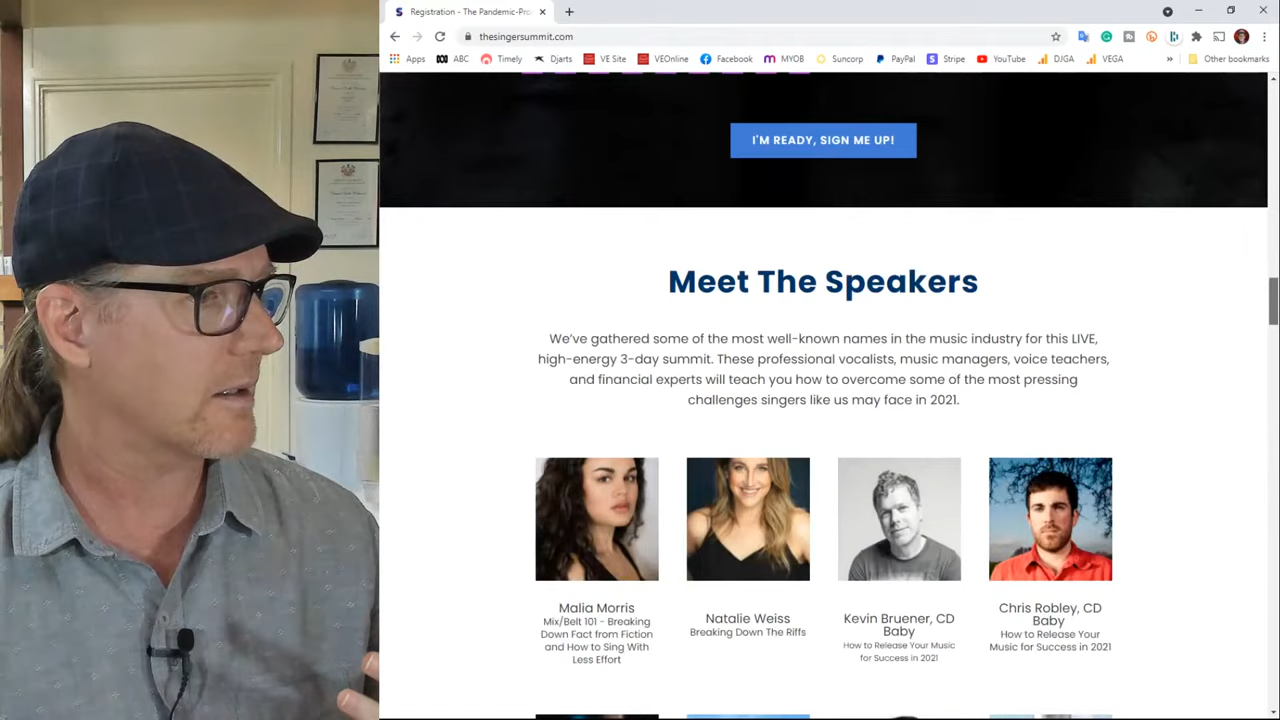 Registration - The Pandemic-Pro
thesingersummit.com
Apps ABC Timely Djarts VE Site VEOnline Facebook MYOB Suncorp PayPal Stripe YouTube DJGA VEGA » Other bookmarks
I'M READY, SIGN ME UP!
Meet The Speakers
We've gathered some of the most well-known names in the music industry for this LIVE,
high-energy 3-day summit. These professional vocalists, music managers, voice teachers,
and financial experts will teach you how to overcome some of the most pressing
challenges singers like us may face in 2021.
Malia Morris
Mix/Belt 101 - Breaking
Down Fact from Fiction
and How to Sing With
Less Effort
Natalie Weiss
Breaking Down The Riffs
Kevin Bruener, CD
Baby
How to Release Your Music
for Success in 2021
Chris Robley, CD
Baby
How to Release Your
Music for Success in 2021